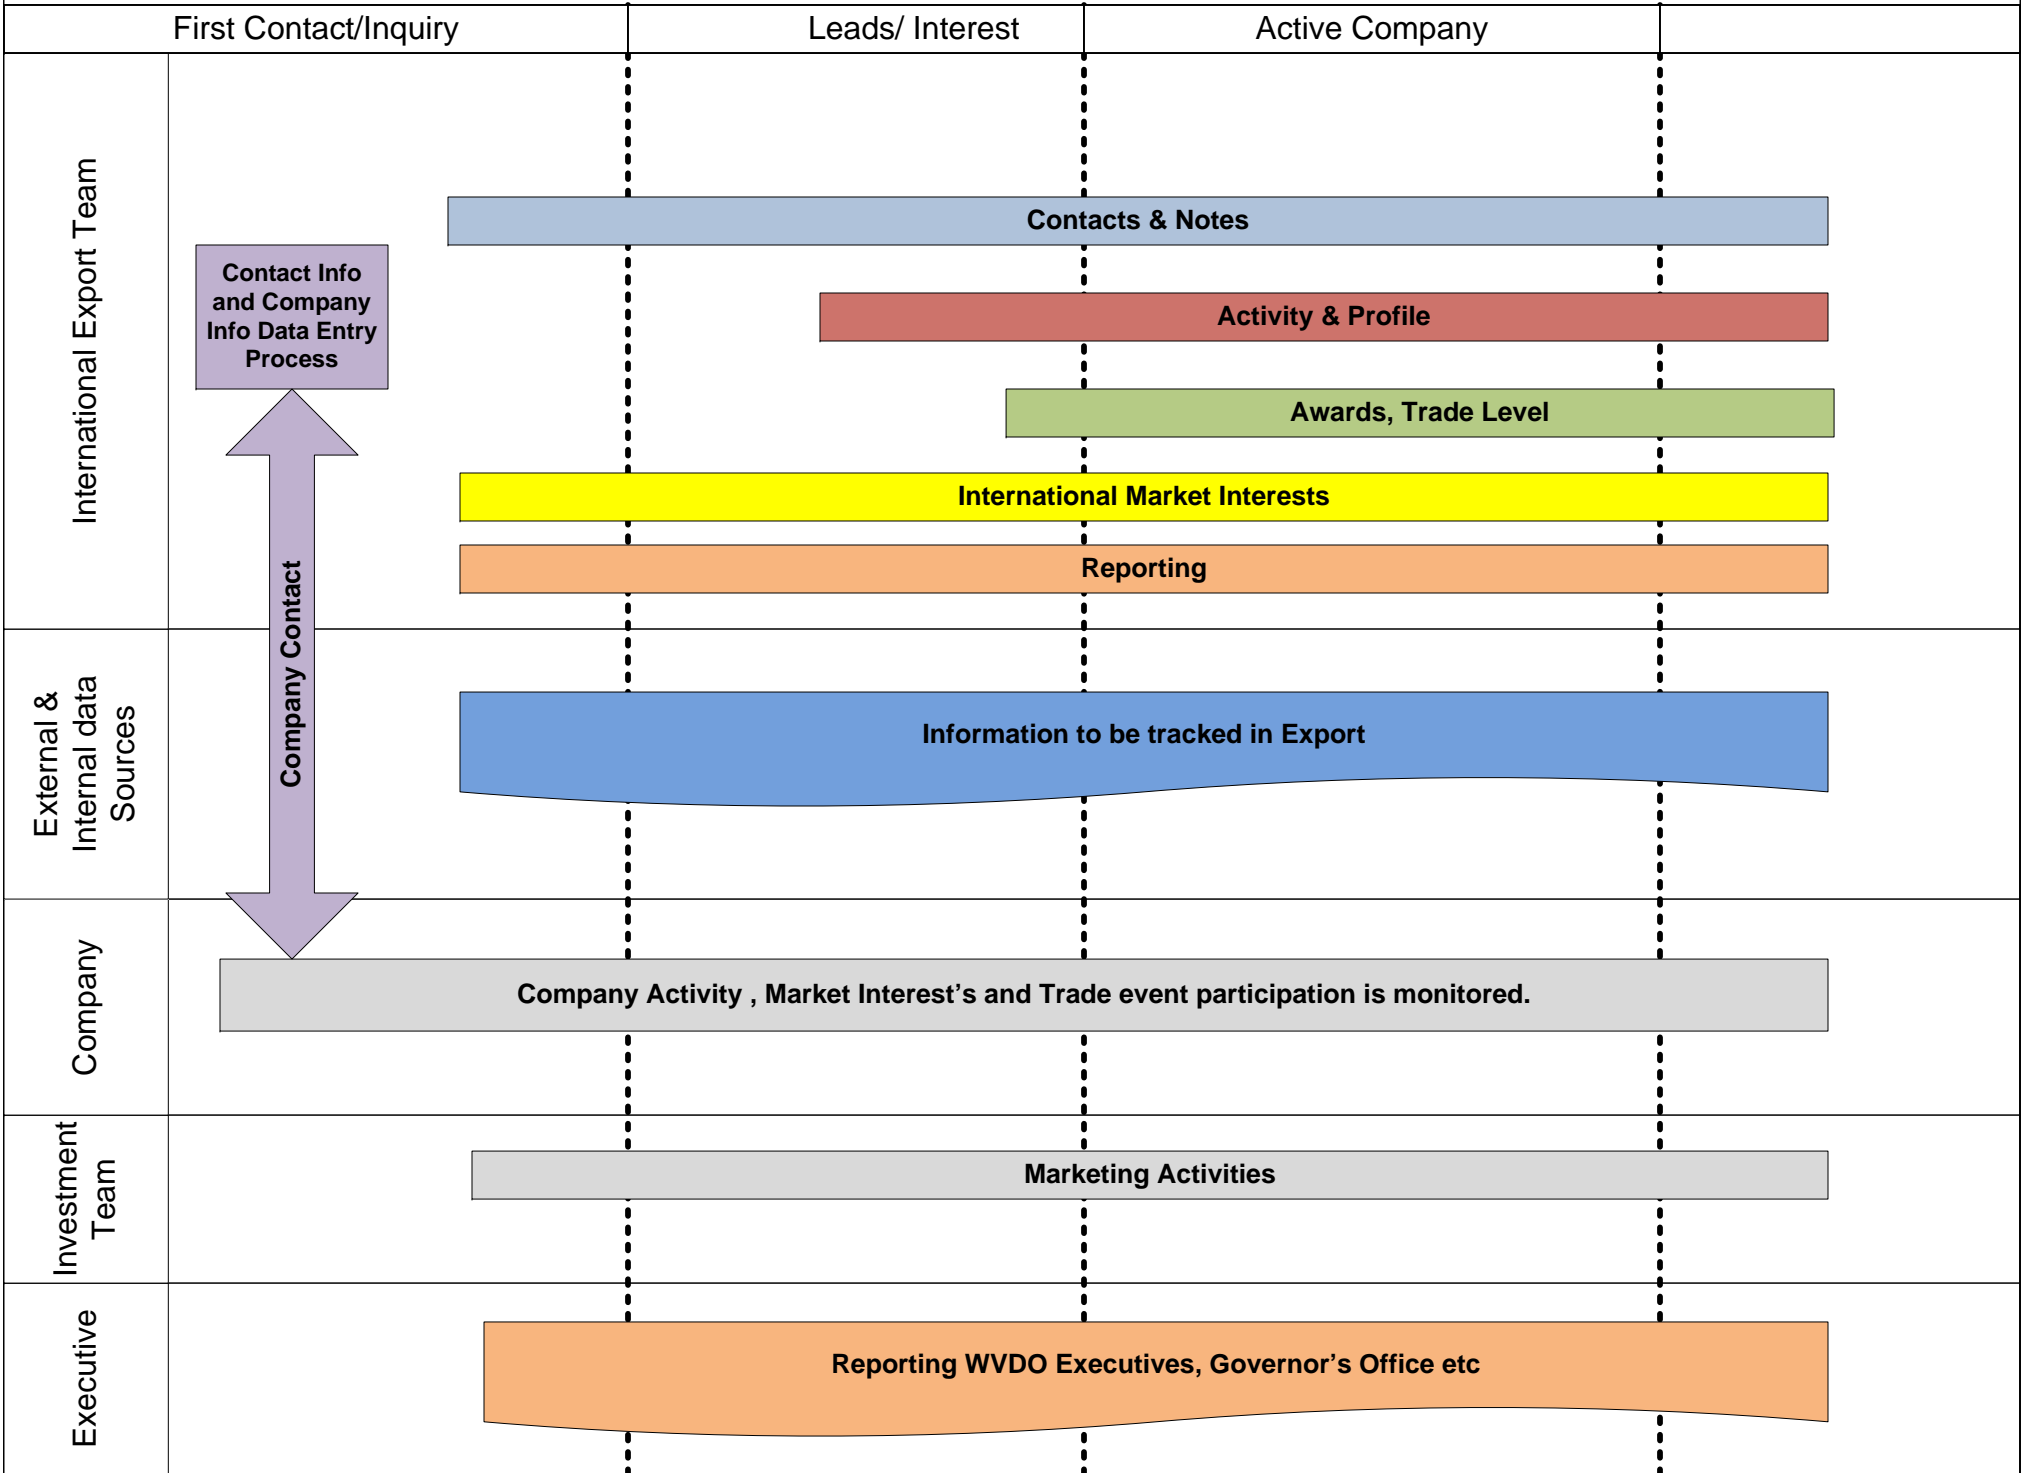 First Contact/Inquiry
Leads/ Interest
Active Company
International Export Team
Contacts & Notes
Contact Info
and Company
Info Data Entry
Process
Activity & Profile
Awards, Trade Level
International Market Interests
Reporting
Company Contact
External &
Internal data
Sources
Information to be tracked in Export
Company
Company Activity , Market Interest’s and Trade event participation is monitored.
Investment
Team
Marketing Activities
Executive
Reporting WVDO Executives, Governor’s Office etc